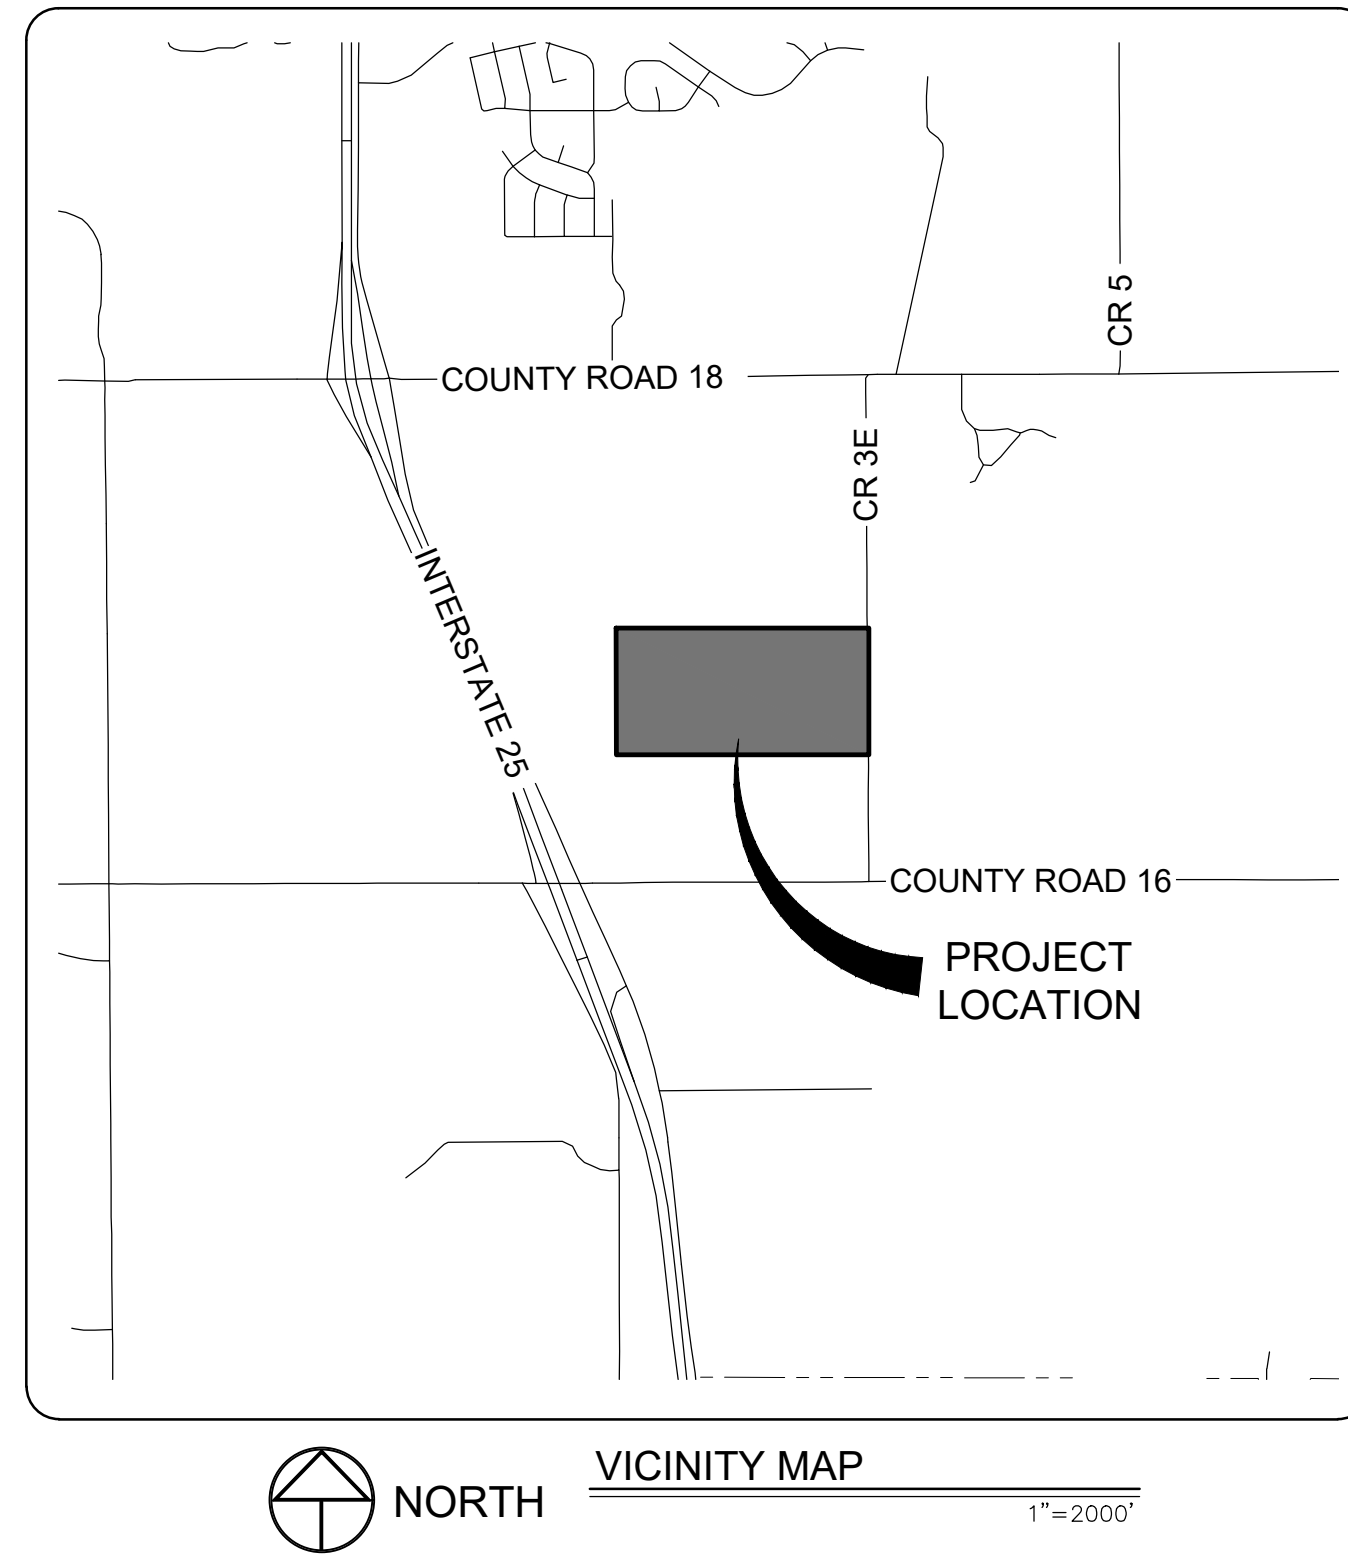 CR 5
COUNTY ROAD 18
CR 3E
INTERSTATE 25
COUNTY ROAD 16
PROJECT
LOCATION
NORTH
VICINITY MAP
1"=2000'